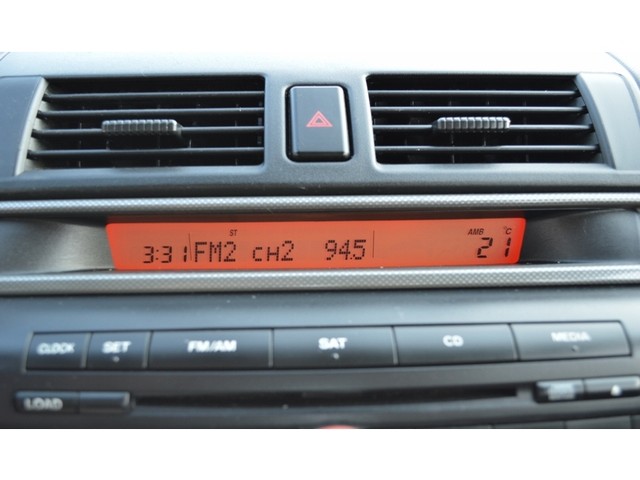 ST AMB °C
3:31 FM2 CH2 94.5 21
CLOCK SET FM/AM SAT CD MEDIA
LOAD